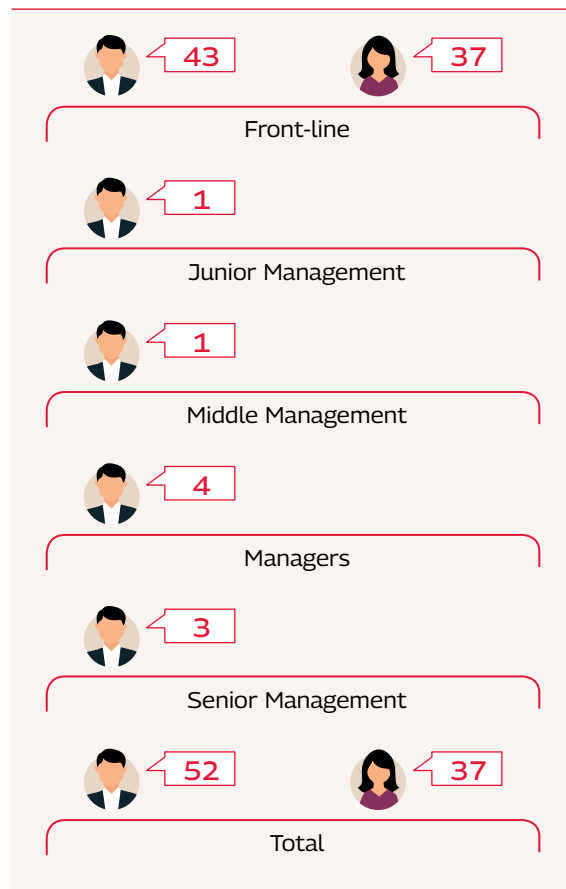 43 37
Front-line
1
Junior Management
1
Middle Management
4
Managers
3
Senior Management
52 37
Total